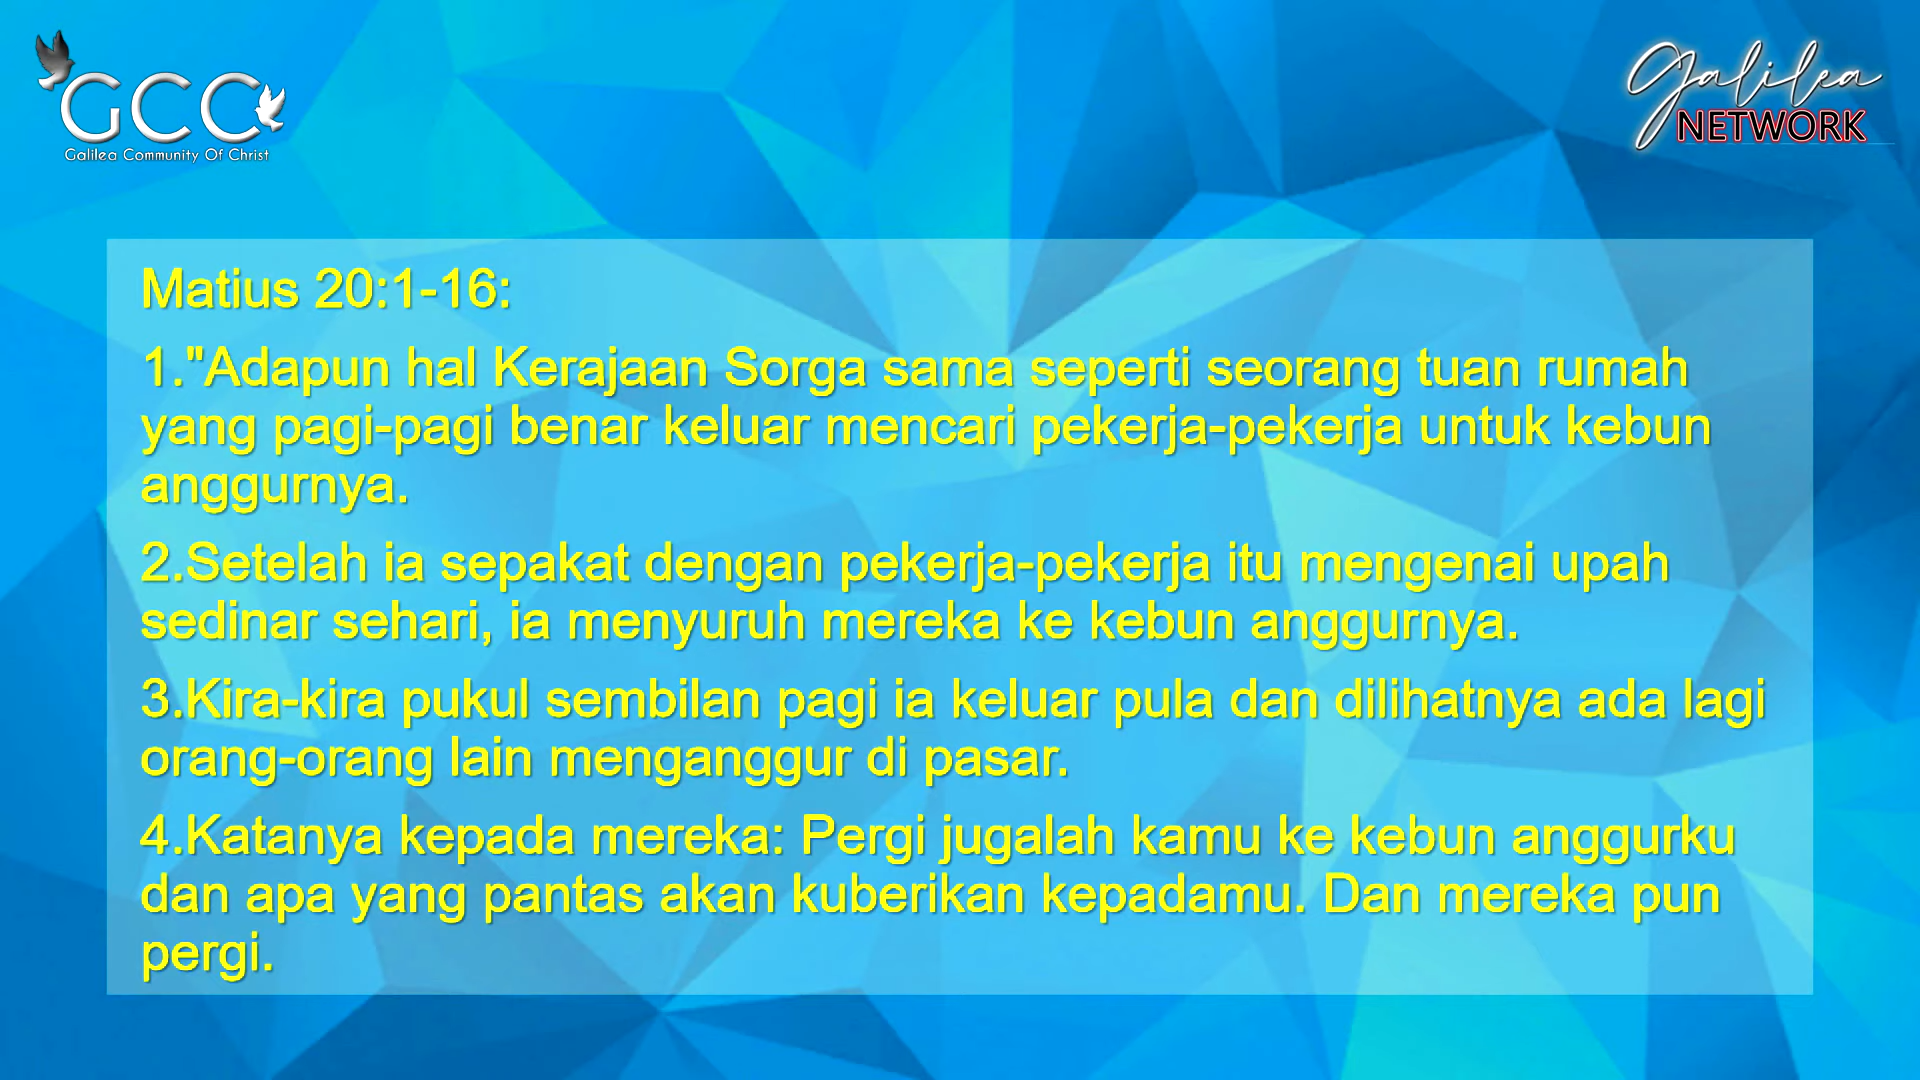 GCC
Galilea Community Of Christ
Galilea
NETWORK
Matius 20:1-16:
1."Adapun hal Kerajaan Sorga sama seperti seorang tuan rumah
yang pagi-pagi benar keluar mencari pekerja-pekerja untuk kebun
anggurnya.
2.Setelah ia sepakat dengan pekerja-pekerja itu mengenai upah
sedinar sehari, ia menyuruh mereka ke kebun anggurnya.
3.Kira-kira pukul sembilan pagi ia keluar pula dan dilihatnya ada lagi
orang-orang lain menganggur di pasar.
4.Katanya kepada mereka: Pergi jugalah kamu ke kebun anggurku
dan apa yang pantas akan kuberikan kepadamu. Dan mereka pun
pergi.